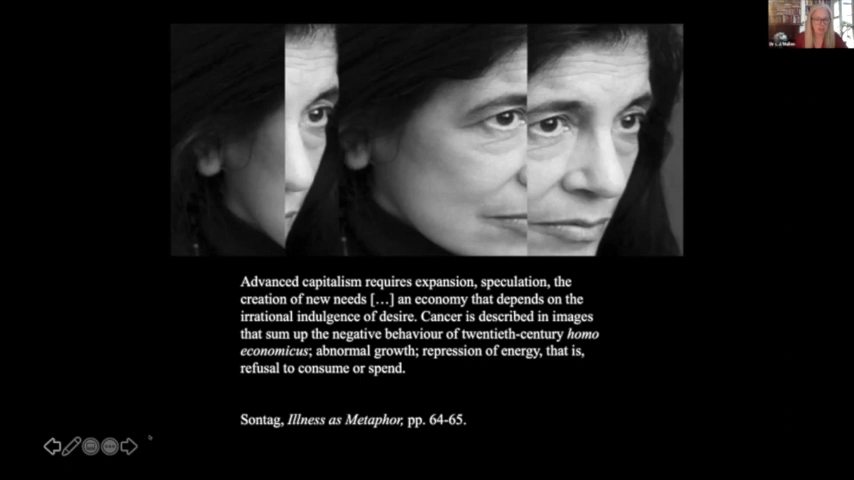 Advanced capitalism requires expansion, speculation, the
creation of new needs […] an economy that depends on the
irrational indulgence of desire. Cancer is described in images
that sum up the negative behaviour of twentieth-century homo
economicus; abnormal growth; repression of energy, that is,
refusal to consume or spend.
Sontag, Illness as Metaphor, pp. 64-65.